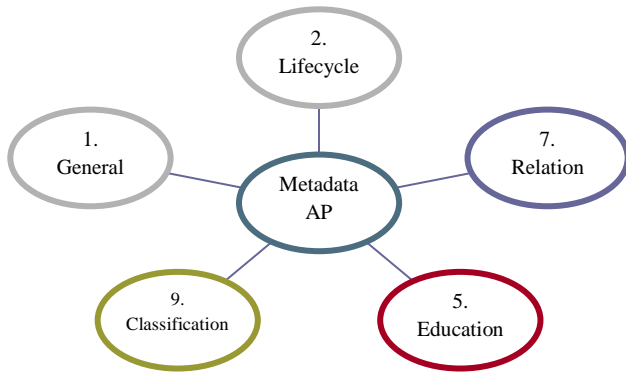 2.
Lifecycle
1.
General
7.
Relation
Metadata
AP
9.
Classification
5.
Education